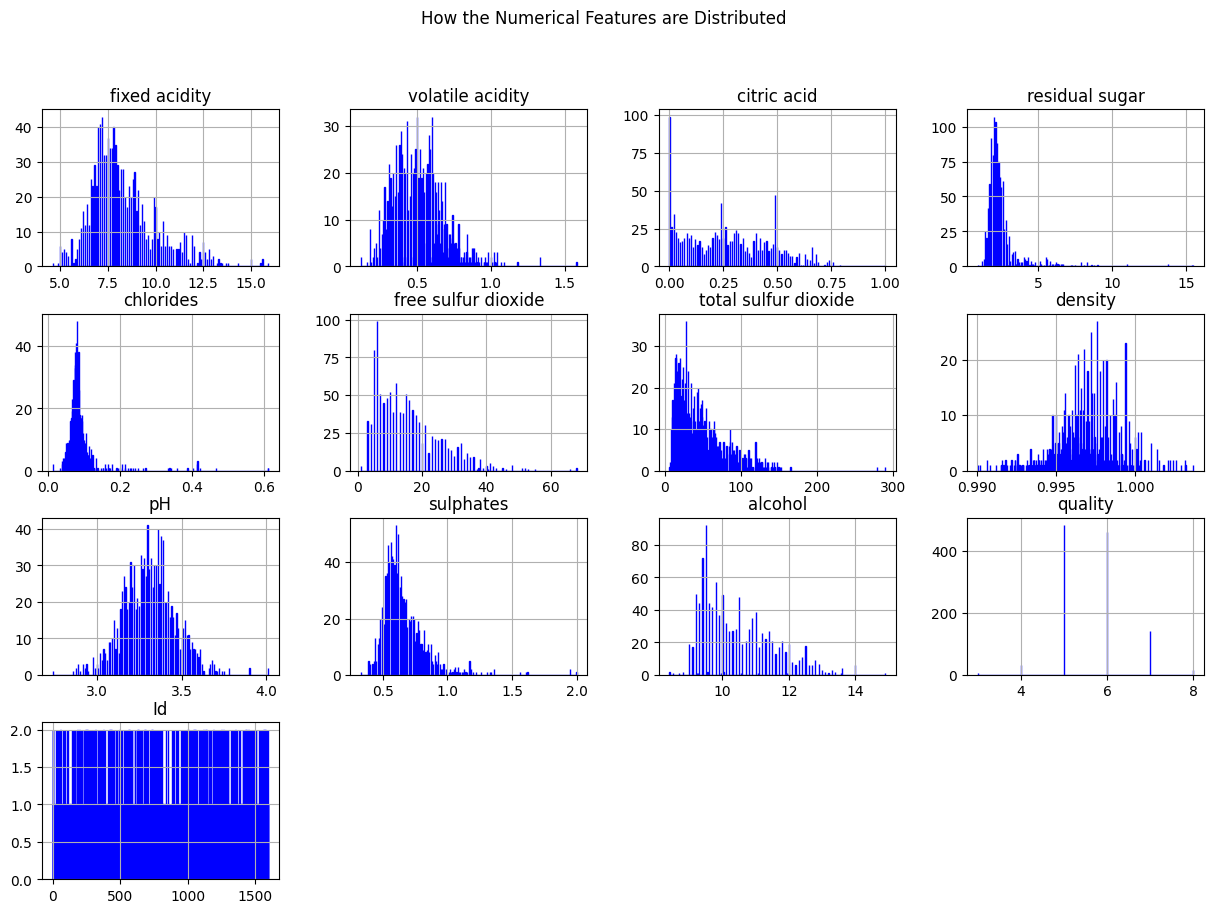 How the Numerical Features are Distributed
fixed acidity
volatile acidity
citric acid
residual sugar
40
30
20
10
0
5.0 7.5 10.0 12.5 15.0
30
20
10
0
0.5 1.0 1.5
100
75
50
25
0
0.00 0.25 0.50 0.75 1.00
100
75
50
25
0
5 10 15
chlorides
free sulfur dioxide
total sulfur dioxide
density
40
20
0
0.0 0.2 0.4 0.6
100
75
50
25
0
0 20 40 60
30
20
10
0
0 100 200 300
20
10
0
0.990 0.995 1.000
pH
sulphates
alcohol
quality
40
30
20
10
0
3.0 3.5 4.0
40
20
0
0.5 1.0 1.5 2.0
80
60
40
20
0
10 12 14
400
200
0
4 6 8
Id
2.0
1.5
1.0
0.5
0.0
0 500 1000 1500